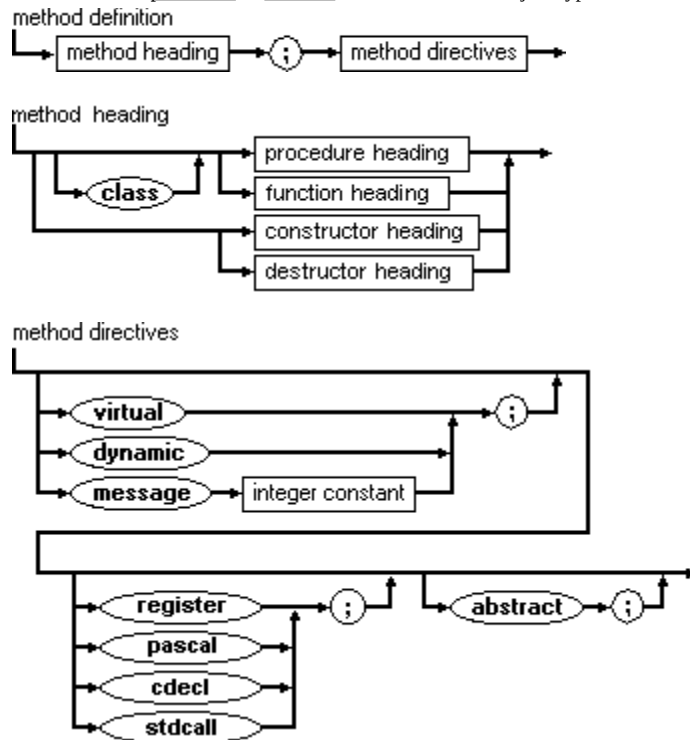 method definition
method heading ; method directives
method heading
procedure heading
class function heading
constructor heading
destructor heading
method directives
virtual ;
dynamic
message integer constant
register ; abstract ;
pascal
cdecl
stdcall